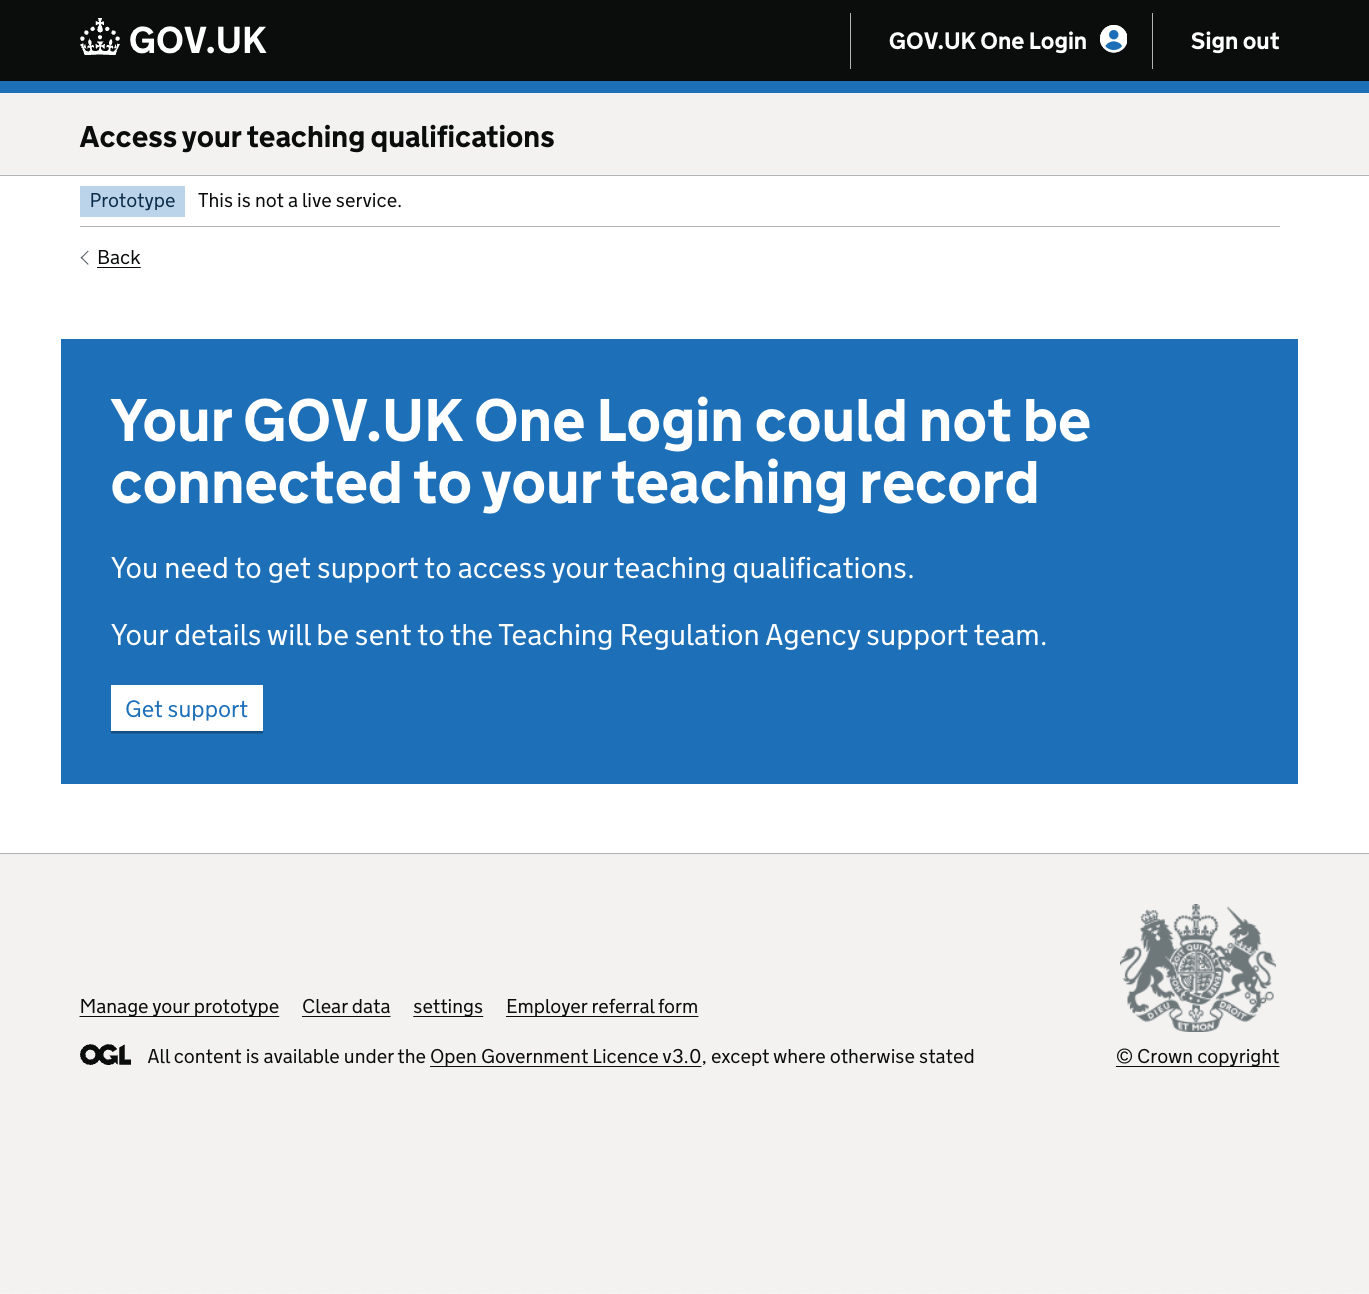 GOV.UK
GOV.UK One Login
Sign out
Access your teaching qualifications
Prototype This is not a live service.
Back
Your GOV.UK One Login could not be
connected to your teaching record
You need to get support to access your teaching qualifications.
Your details will be sent to the Teaching Regulation Agency support team.
Get support
Manage your prototype Clear data settings Employer referral form
OGL All content is available under the Open Government Licence v3.0, except where otherwise stated
© Crown copyright